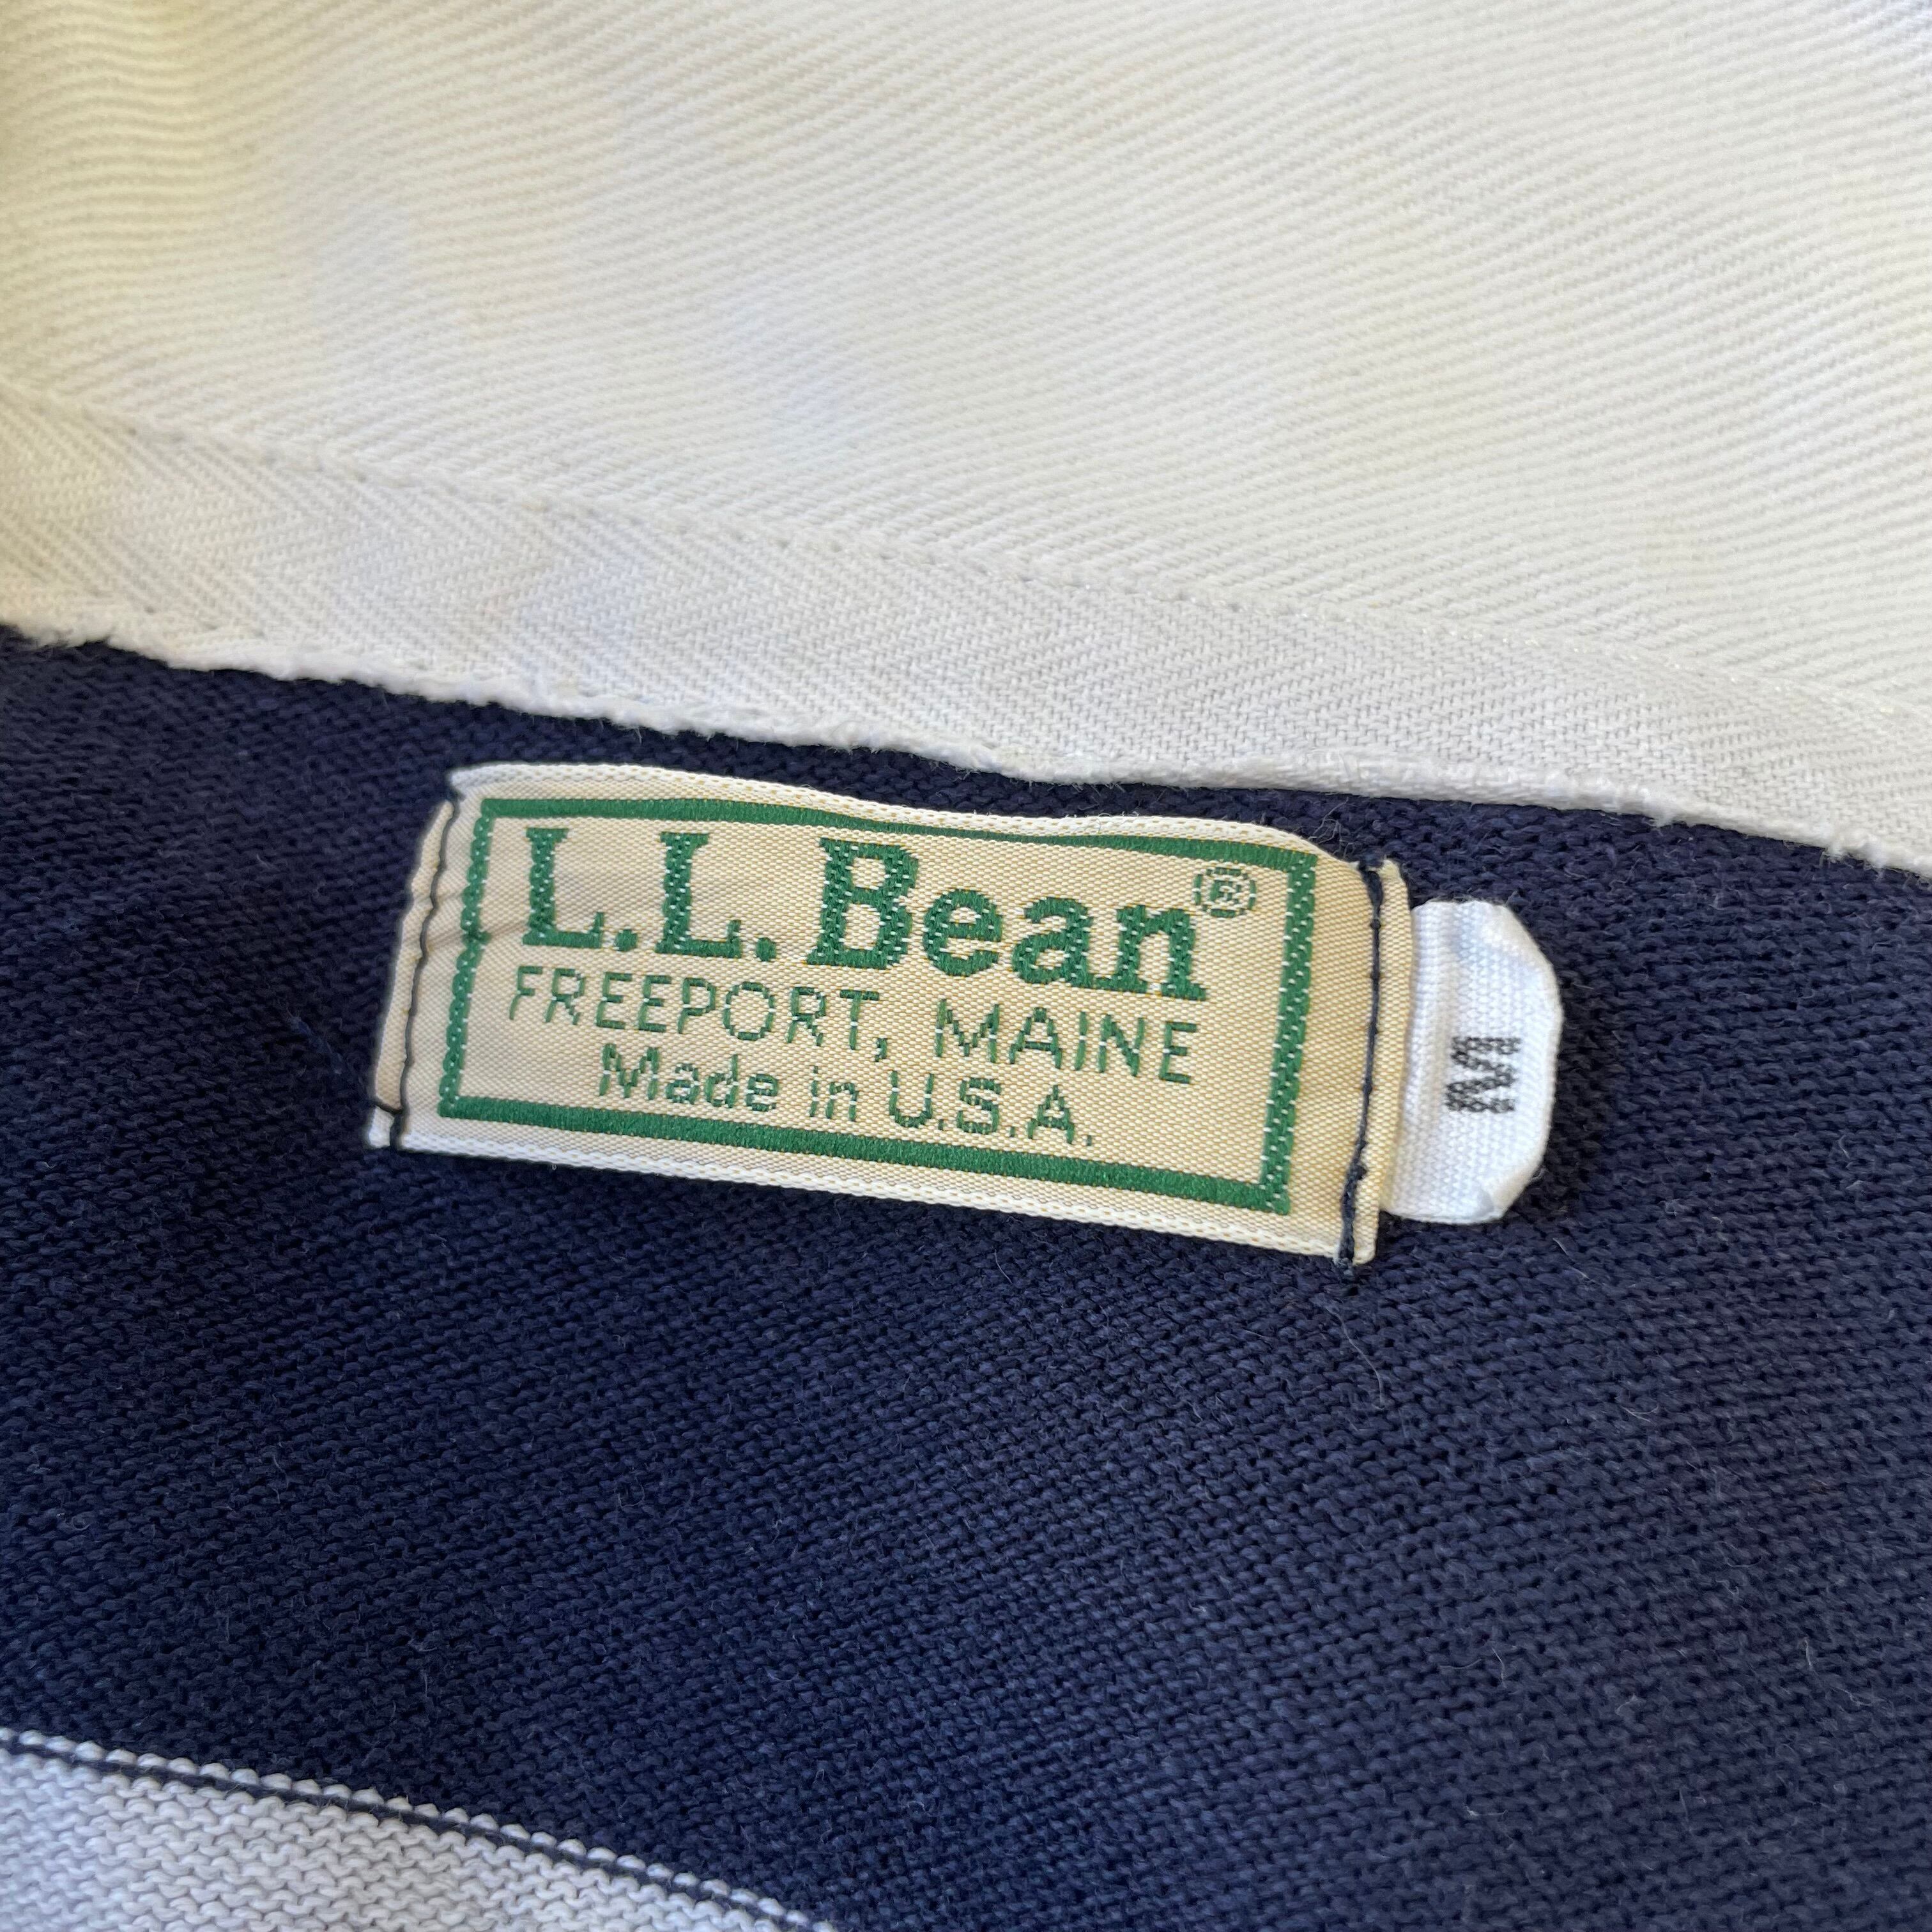 L.L.Bean®
FREEPORT, MAINE
Made in U.S.A.
M